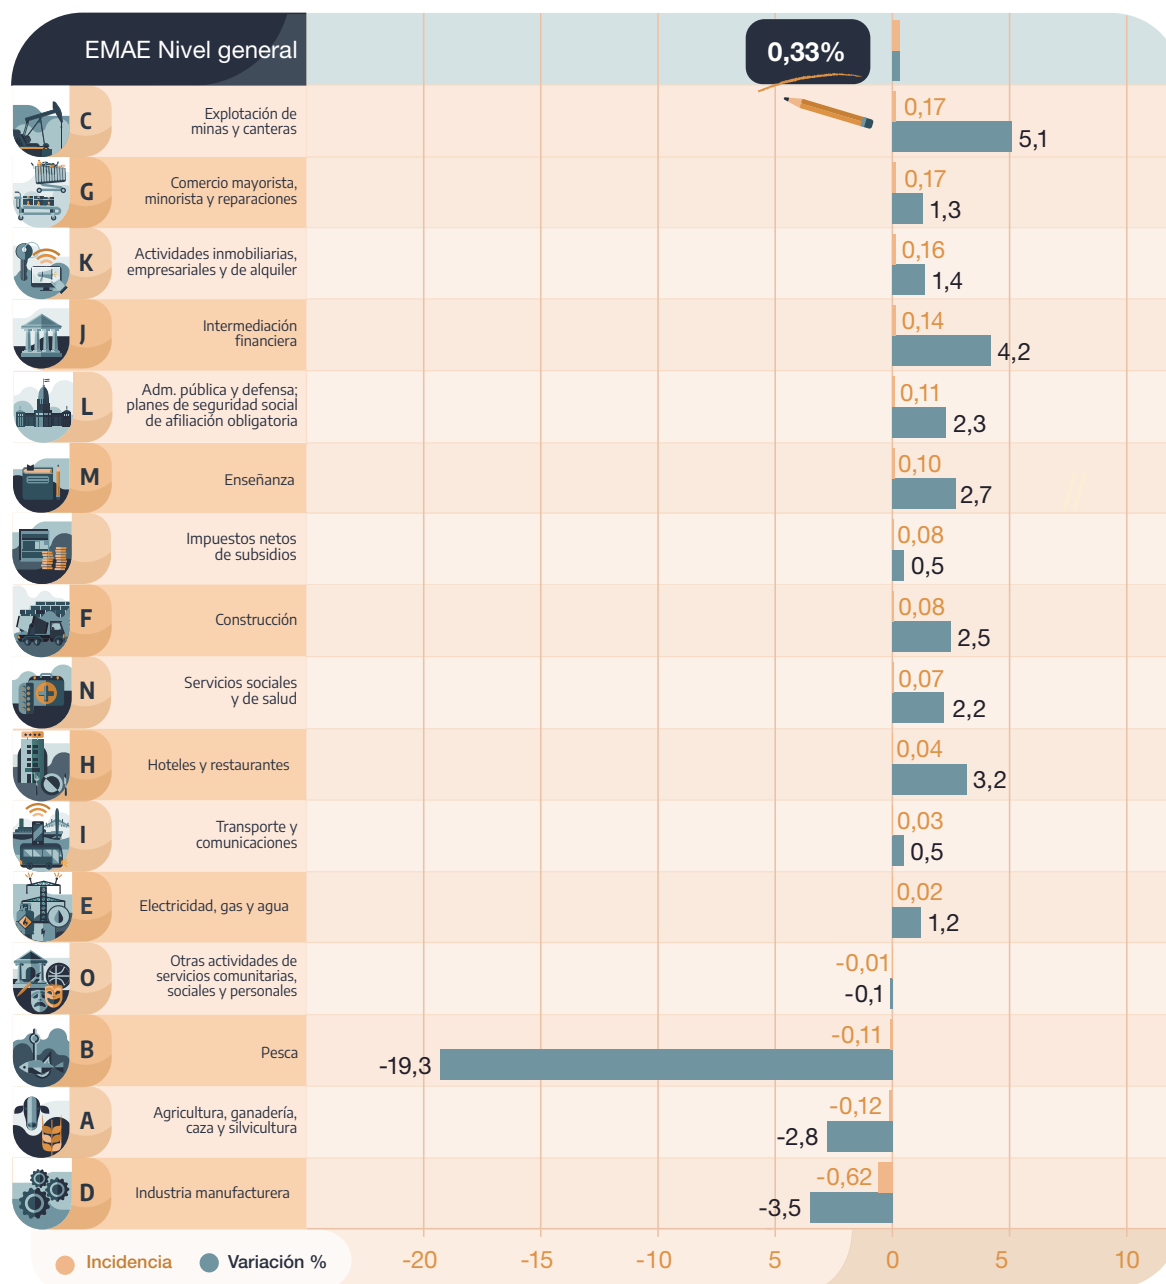 EMAE Nivel general
0,33%
C
Explotación de
minas y canteras
0,17
5,1
G
Comercio mayorista,
minorista y reparaciones
0,17
1,3
K
Actividades inmobiliarias,
empresariales y de alquiler
0,16
1,4
J
Intermediación
financiera
0,14
4,2
L
Adm. pública y defensa;
planes de seguridad social
de afiliación obligatoria
0,11
2,3
M
Enseñanza
0,10
2,7
Impuestos netos
de subsidios
0,08
0,5
F
Construcción
0,08
2,5
N
Servicios sociales
y de salud
0,07
2,2
H
Hoteles y restaurantes
0,04
3,2
I
Transporte y
comunicaciones
0,03
0,5
E
Electricidad, gas y agua
0,02
1,2
O
Otras actividades de
servicios comunitarias,
sociales y personales
-0,01
-0,1
B
Pesca
-0,11
-19,3
A
Agricultura, ganadería,
caza y silvicultura
-0,12
-2,8
D
Industria manufacturera
-0,62
-3,5
Incidencia
Variación %
-20 -15 -10 5 0 5 10